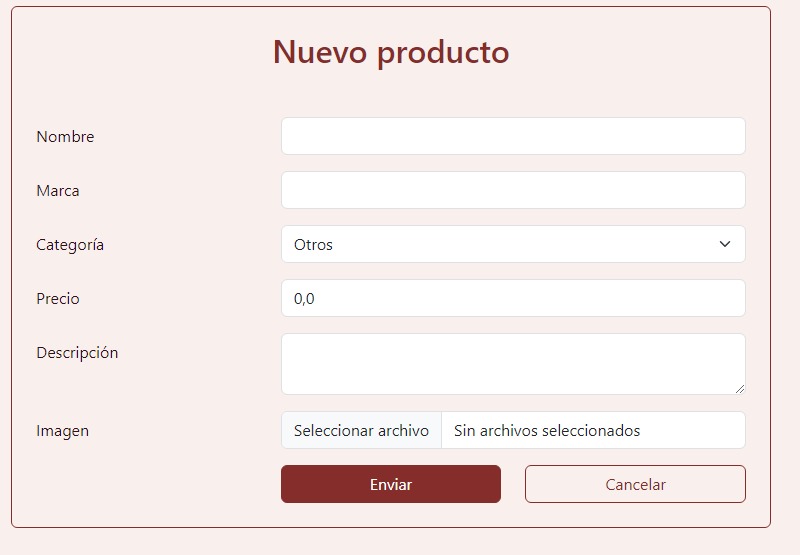 Nuevo producto
Nombre
Marca
Categoría Otros
Precio 0,0
Descripción
Imagen Seleccionar archivo Sin archivos seleccionados
Enviar Cancelar